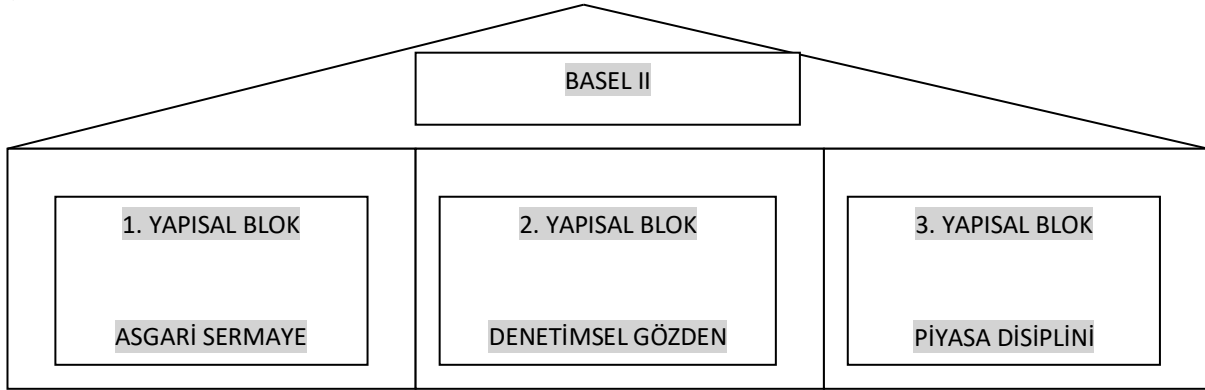 BASEL II
1. YAPISAL BLOK
ASGARİ SERMAYE
2. YAPISAL BLOK
DENETİMSEL GÖZDEN
3. YAPISAL BLOK
PİYASA DİSİPLİNİ